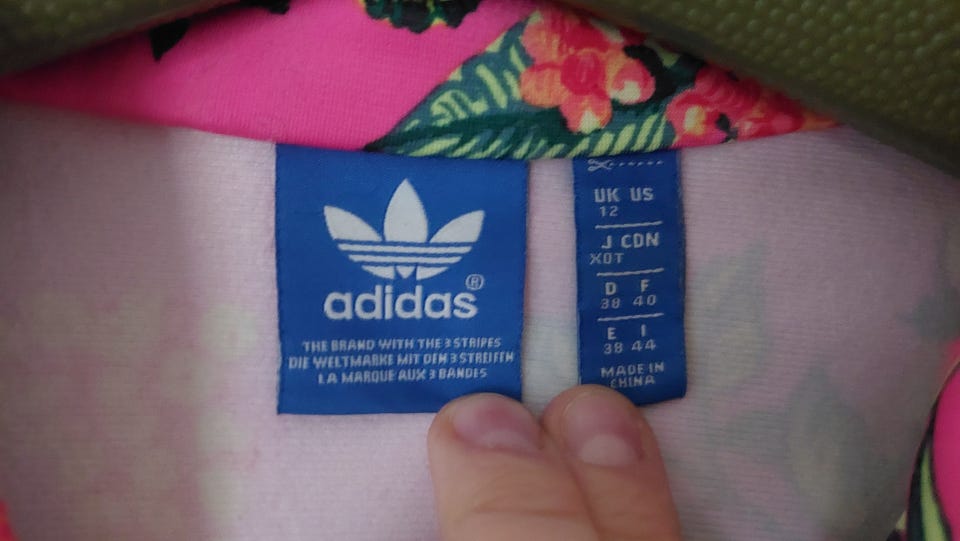 adidas®
THE BRAND WITH THE 3 STRIPES
DIE WELTMARKE MIT DEN 3 STREIFEN
LA MARQUE AUX 3 BANDES
UK US
12
J CDN
XOT
D F
38 40
E I
38 44
MADE IN
CHINA